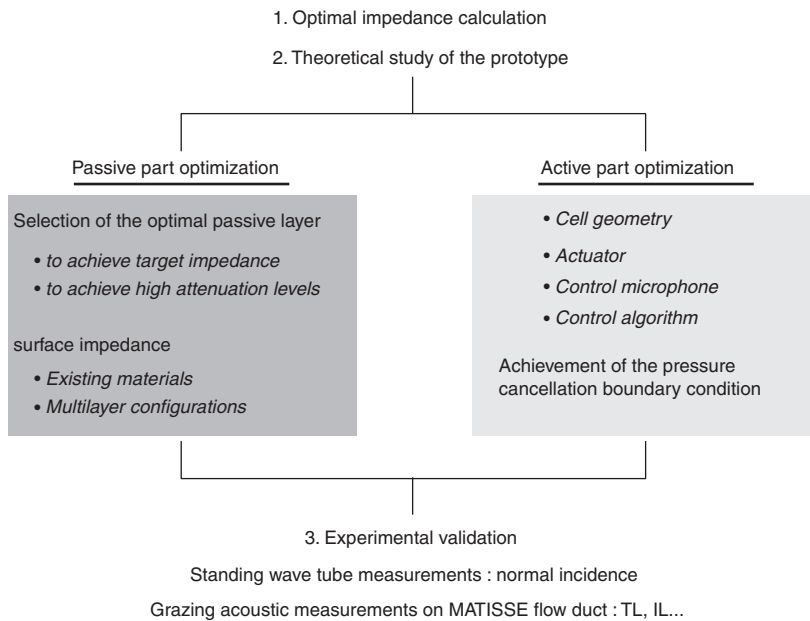 1. Optimal impedance calculation
2. Theoretical study of the prototype
Passive part optimization
Selection of the optimal passive layer
• to achieve target impedance
• to achieve high attenuation levels
surface impedance
• Existing materials
• Multilayer configurations
Active part optimization
• Cell geometry
• Actuator
• Control microphone
• Control algorithm
Achievement of the pressure
cancellation boundary condition
3. Experimental validation
Standing wave tube measurements : normal incidence
Grazing acoustic measurements on MATISSE flow duct : TL, IL...